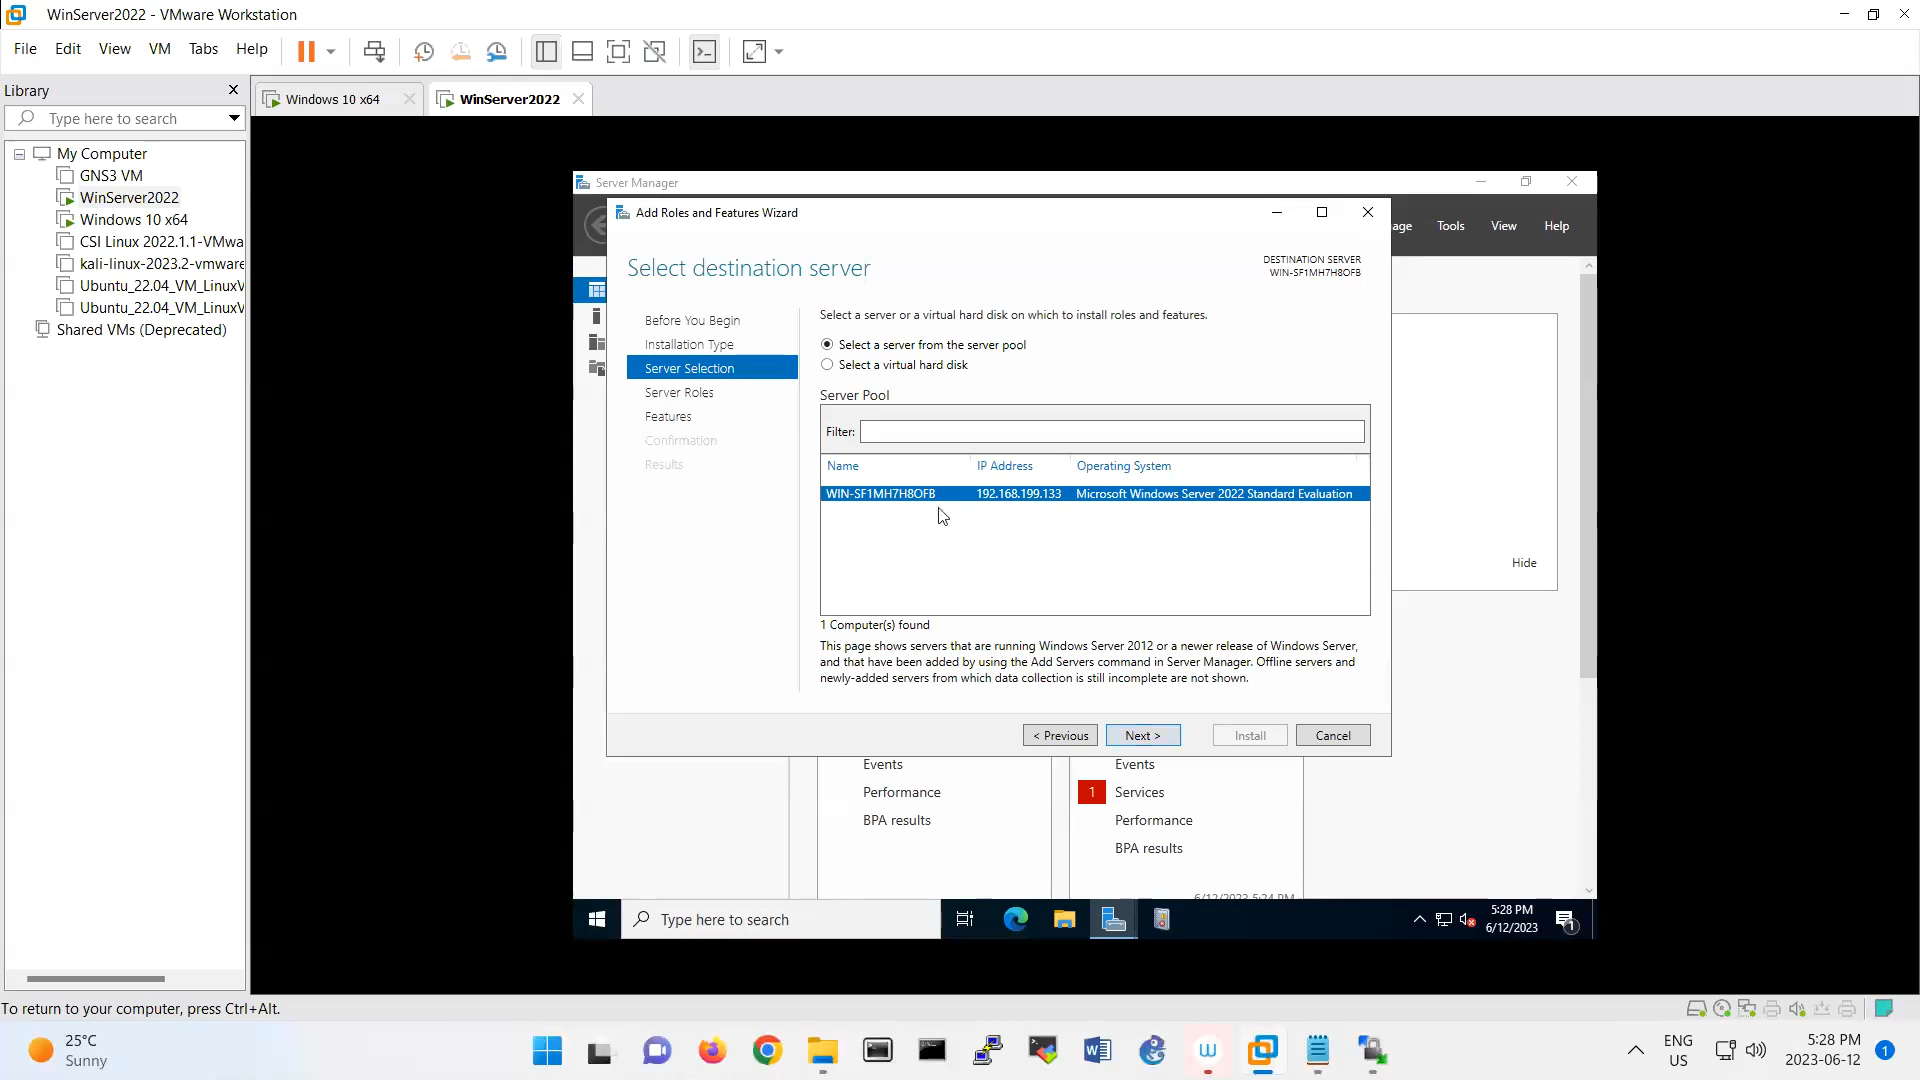 WinServer2022 - VMware Workstation
File Edit View VM Tabs Help
Library
Type here to search
My Computer
GNS3 VM
WinServer2022
Windows 10 x64
CSI Linux 2022.1.1-VMwa
kali-linux-2023.2-vmware
Ubuntu_22.04_VM_LinuxV
Ubuntu_22.04_VM_LinuxV
Shared VMs (Deprecated)
Windows 10 x64
WinServer2022
Server Manager
age Tools View Help
Add Roles and Features Wizard
Select destination server
DESTINATION SERVER
WIN-SF1MH7H8OFB
Before You Begin
Installation Type
Server Selection
Server Roles
Features
Confirmation
Results
Select a server or a virtual hard disk on which to install roles and features.
Select a server from the server pool
Select a virtual hard disk
Server Pool
Filter:
Name IP Address Operating System
WIN-SF1MH7H8OFB 192.168.199.133 Microsoft Windows Server 2022 Standard Evaluation
1 Computer(s) found
This page shows servers that are running Windows Server 2012 or a newer release of Windows Server,
and that have been added by using the Add Servers command in Server Manager. Offline servers and
newly-added servers from which data collection is still incomplete are not shown.
< Previous Next > Install Cancel
Hide
Events
Performance
BPA results
Events
1 Services
Performance
BPA results
6/12/2023 5:24 PM
Type here to search
5:28 PM
6/12/2023
1
To return to your computer, press Ctrl+Alt.
25°C
Sunny
ENG
US
5:28 PM
2023-06-12
1